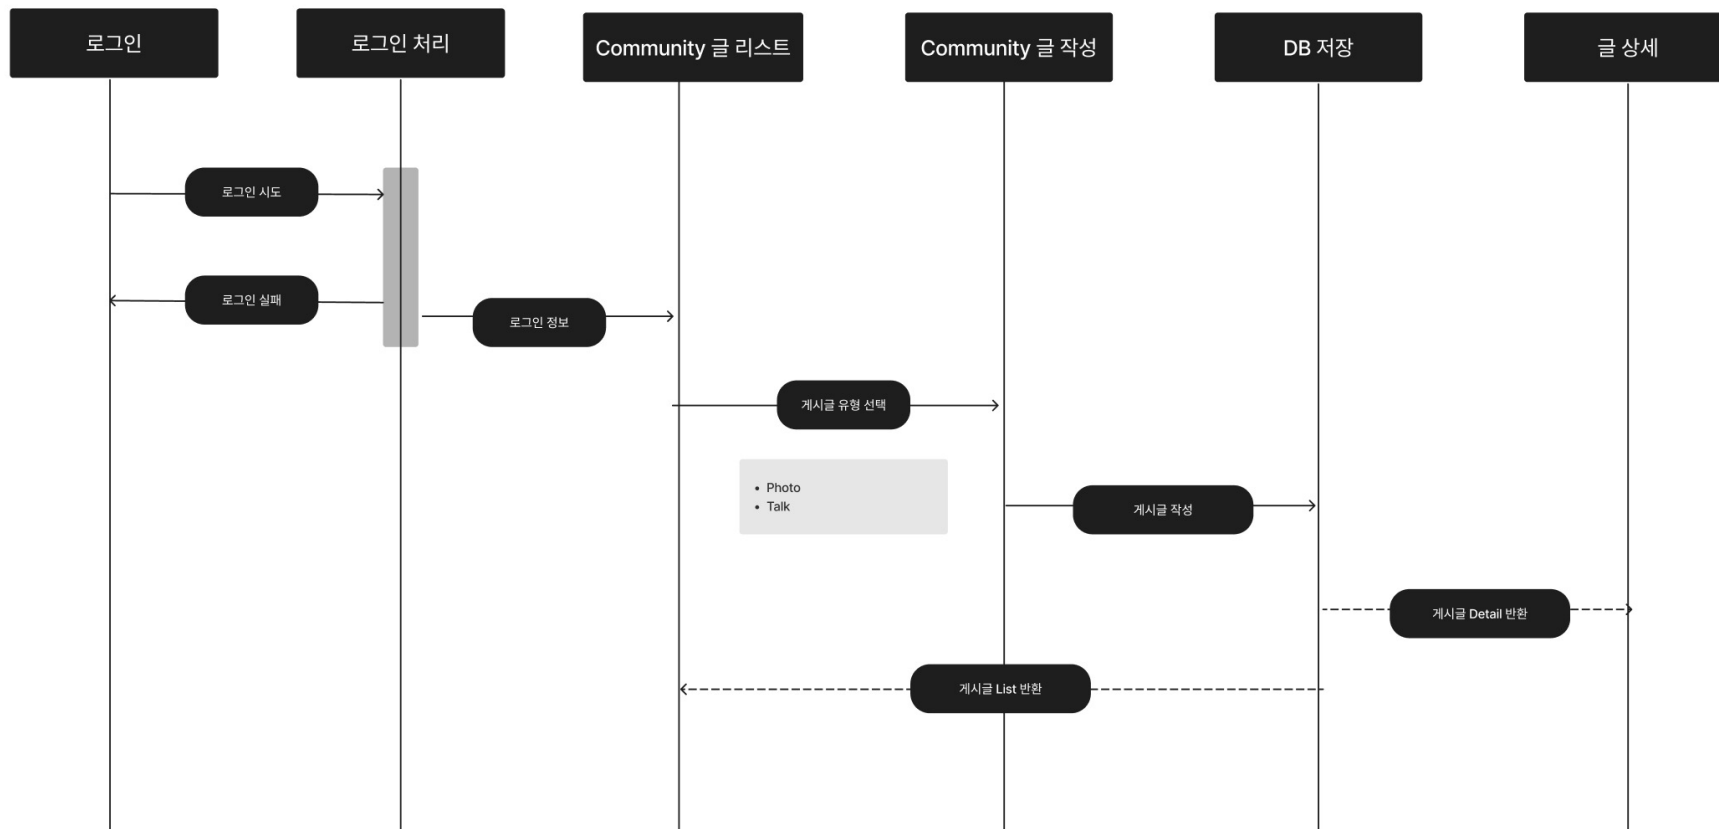 로그인
로그인 처리
Community 글 리스트
Community 글 작성
DB 저장
글 상세
로그인 시도
로그인 실패
로그인 정보
게시글 유형 선택
• Photo
• Talk
게시글 작성
게시글 Detail 반환
게시글 List 반환